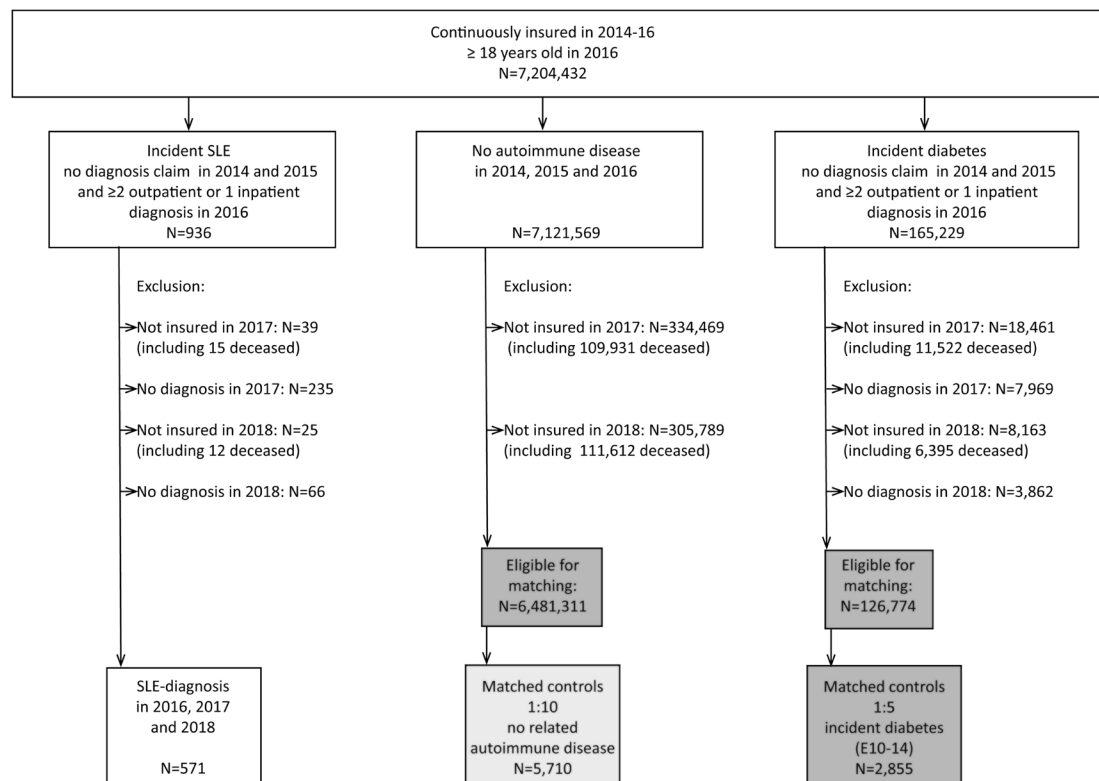 Continuously insured in 2014-16
≥ 18 years old in 2016
N=7,204,432
Incident SLE
no diagnosis claim in 2014 and 2015
and ≥2 outpatient or 1 inpatient
diagnosis in 2016
N=936
No autoimmune disease
in 2014, 2015 and 2016
N=7,121,569
Incident diabetes
no diagnosis claim in 2014 and 2015
and ≥2 outpatient or 1 inpatient
diagnosis in 2016
N=165,229
Exclusion:
Not insured in 2017: N=39
(including 15 deceased)
No diagnosis in 2017: N=235
Not insured in 2018: N=25
(including 12 deceased)
No diagnosis in 2018: N=66
Exclusion:
Not insured in 2017: N=334,469
(including 109,931 deceased)
Not insured in 2018: N=305,789
(including 111,612 deceased)
Exclusion:
Not insured in 2017: N=18,461
(including 11,522 deceased)
No diagnosis in 2017: N=7,969
Not insured in 2018: N=8,163
(including 6,395 deceased)
No diagnosis in 2018: N=3,862
Eligible for
matching:
N=6,481,311
Eligible for
matching:
N=126,774
SLE-diagnosis
in 2016, 2017
and 2018
N=571
Matched controls
1:10
no related
autoimmune disease
N=5,710
Matched controls
1:5
incident diabetes
(E10-14)
N=2,855